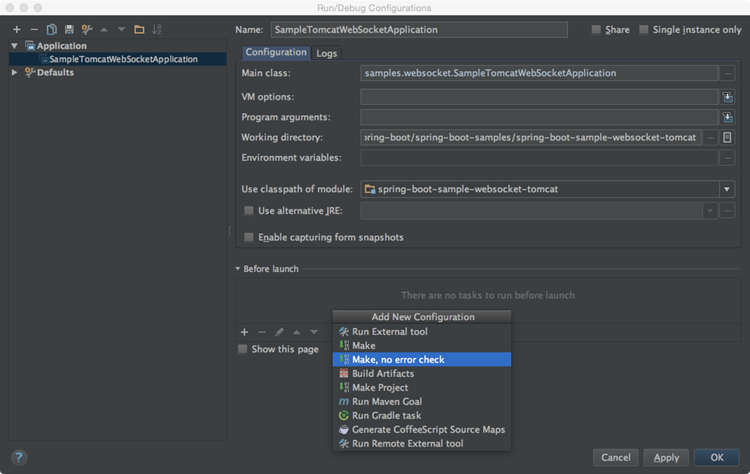 Run/Debug Configurations
Name: SampleTomcatWebSocketApplication Share Single instance only
Application
SampleTomcatWebSocketApplication
Defaults
Configuration Logs
Main class: samples.websocket.SampleTomcatWebSocketApplication
VM options:
Program arguments:
Working directory: ring-boot/spring-boot-samples/spring-boot-sample-websocket-tomcat
Environment variables:
Use classpath of module: spring-boot-sample-websocket-tomcat
Use alternative JRE:
Enable capturing form snapshots
Before launch
There are no tasks to run before launch
Add New Configuration
Run External tool
Make
Make, no error check
Build Artifacts
Make Project
Run Maven Goal
Run Gradle task
Generate CoffeeScript Source Maps
Run Remote External tool
Show this page
? Cancel Apply OK